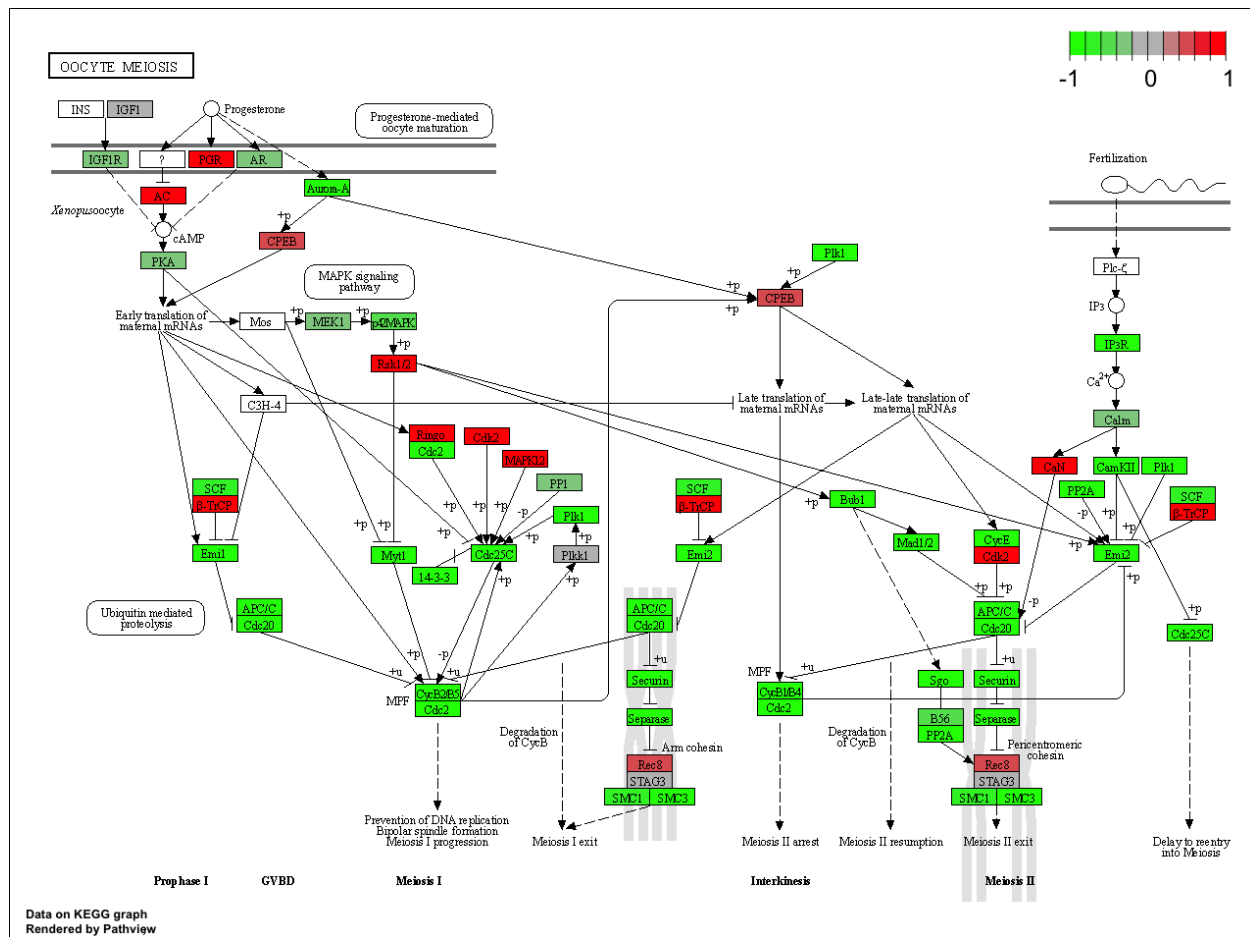 OOCYTE MEIOSIS
-1 0 1
INS IGF1
Progesterone
Progesterone-mediated
oocyte maturation
IGF1R ? PGR AR
Fertilization
AC
Aurora-A
Xenopus oocyte
cAMP
+p
CPEB
PKA
Plk1
+p
Plc-ζ
MAPK signaling
pathway
+p
CPEB
+p
IP3
Early translation of
maternal mRNAs
Mos
+p
MEK1
+p
p42MAPK
+p
IP3R
Rsk1/2
Ca2+
C3H-4
Late translation of
maternal mRNAs
Late-late translation of
maternal mRNAs
Calm
Ringo
Cdc2
Cdk2
MAPK12
CaN
CamKII
Plk1
PP1
PP2A
SCF
β-TrCP
SCF
β-TrCP
SCF
β-TrCP
Bub1
+p
+p
+p
+p
-p
Plk1
+p
+p
+p
+p
+p
-p
+p
CycE
Cdk2
Mad1/2
Emi1
Myt1
Cdc25C
Plkk1
Emi2
+p
Emi2
14-3-3
+p
+p
+p
+p
APC/C
Cdc20
APC/C
Cdc20
APC/C
Cdc20
-p
+p
Cdc25C
Ubiquitin mediated
proteolysis
+u
+p
-p
+u
+u
+u
+u
MPF
CycB2/B5
Cdc2
MPF
CycB1/B4
Cdc2
Securin
Sgo
Securin
Separase
B56
PP2A
Separase
Degradation
of CycB
Arm cohesin
Degradation
of CycB
Pericentromeric
cohesin
Rec8
STAG3
SMC1 SMC3
Rec8
STAG3
SMC1 SMC3
Prevention of DNA replication
Bipolar spindle formation
Meiosis I progression
Meiosis I exit
Meiosis II arrest
Meiosis II resumption
Meiosis II exit
Delay to reentry
into Meiosis
Prophase I GVBD Meiosis I Interkinesis Meiosis II
Data on KEGG graph
Rendered by Pathview